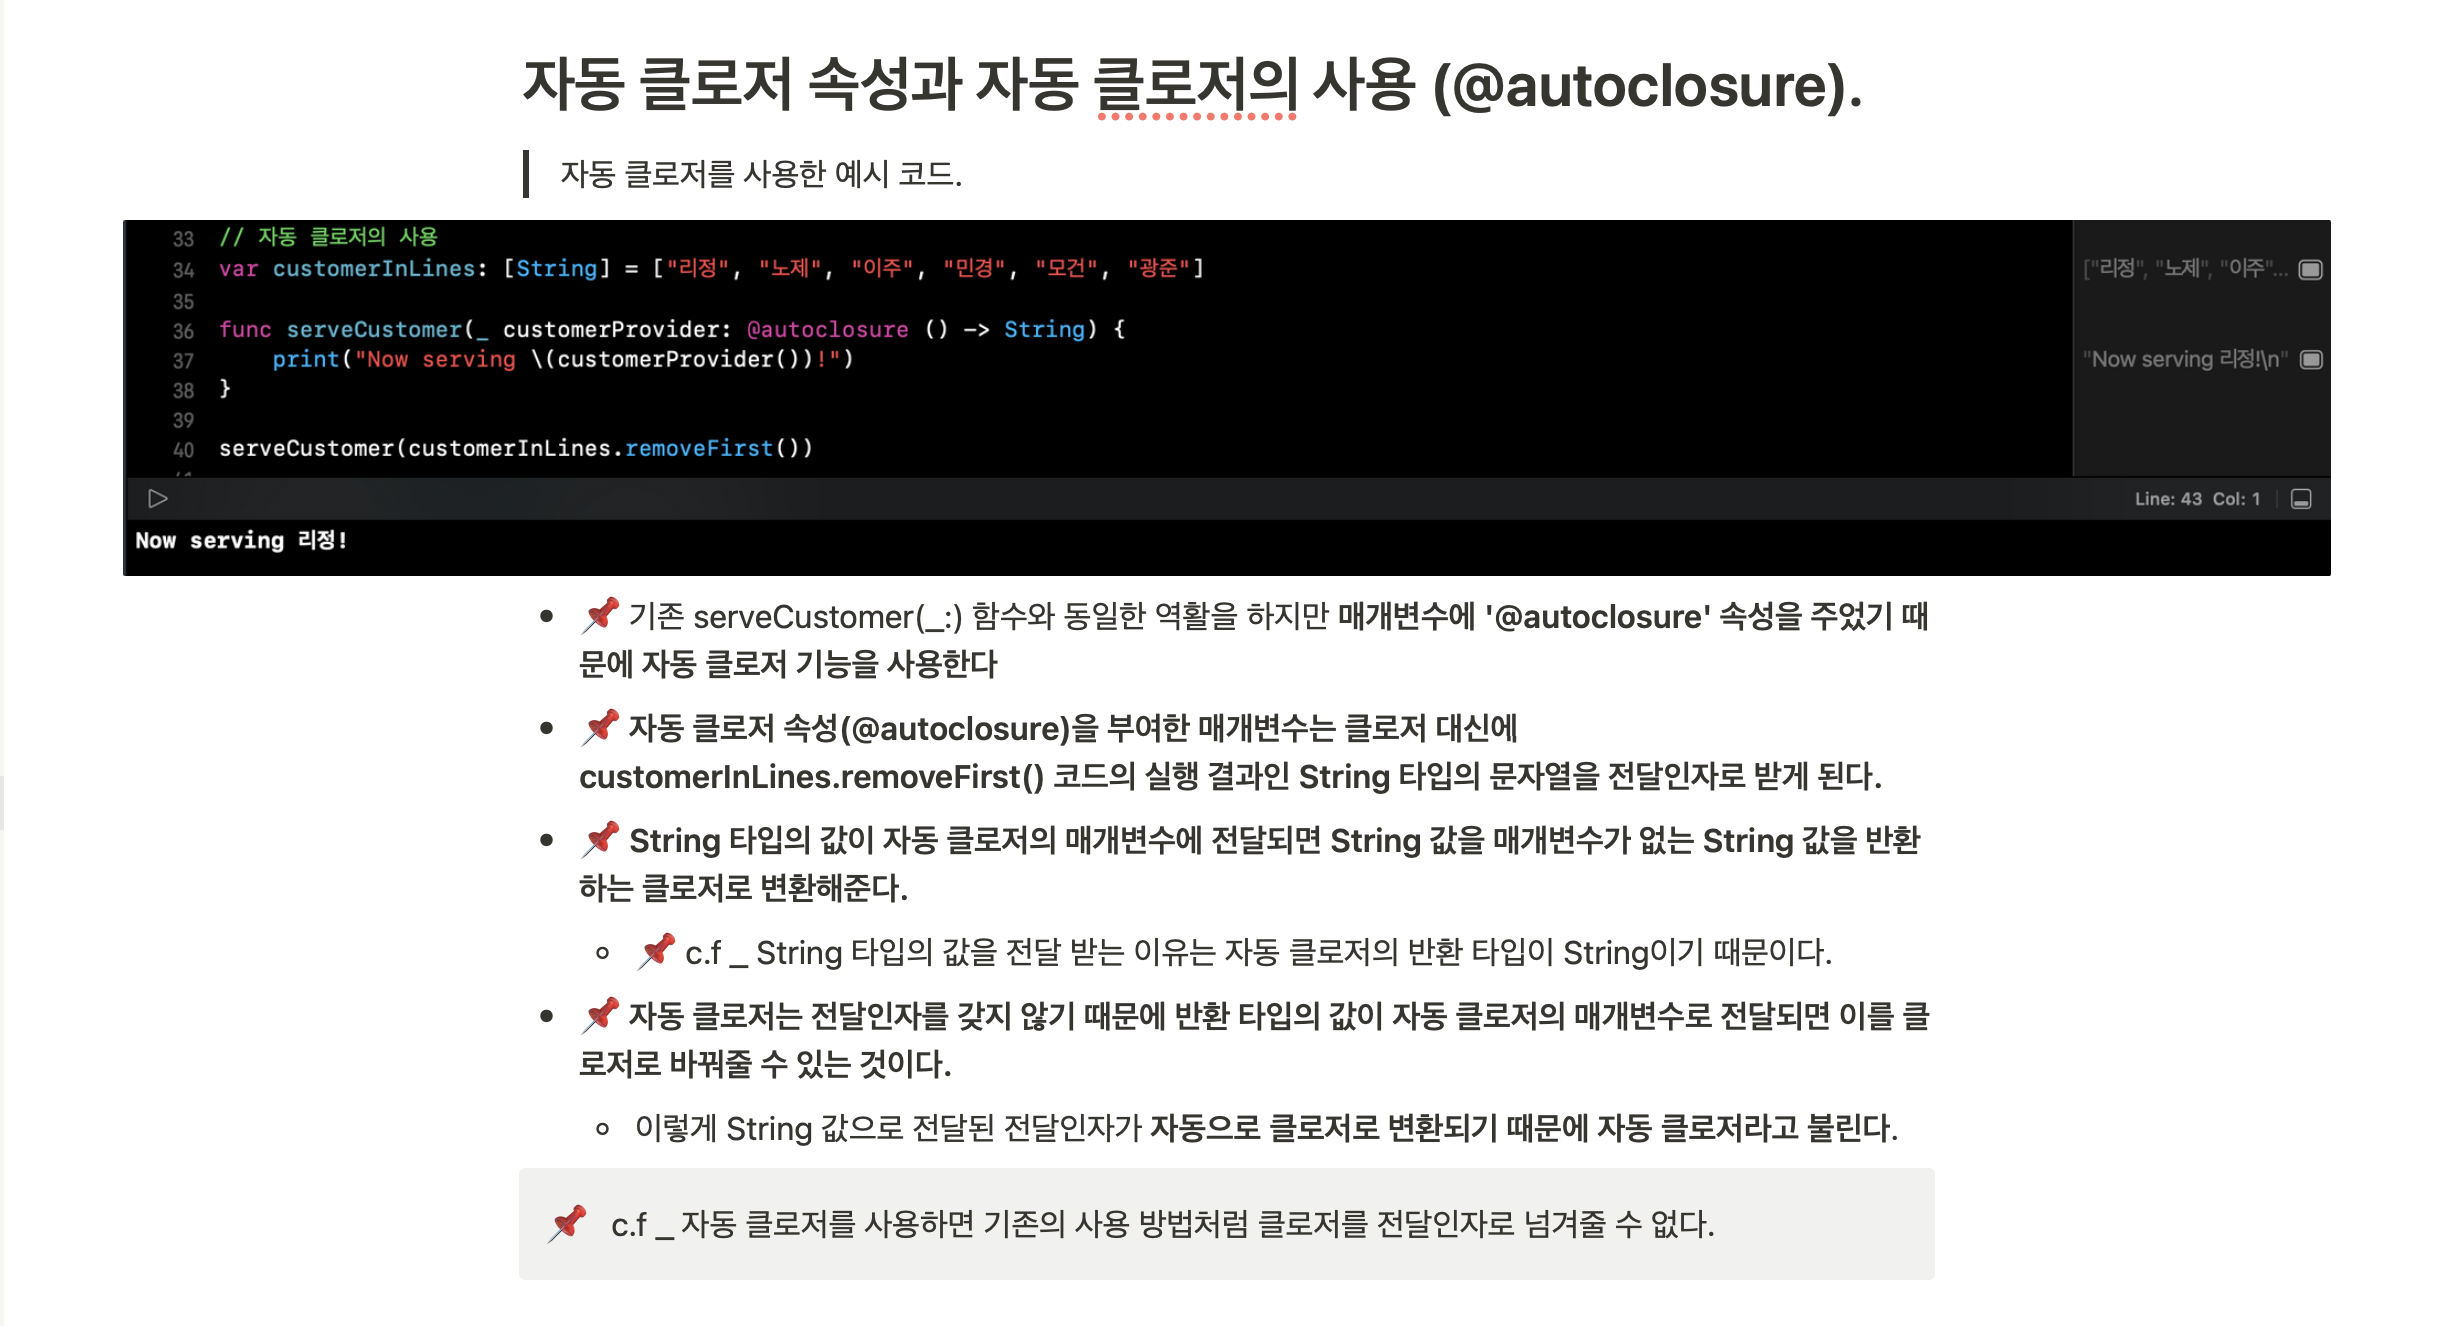 자동 클로저 속성과 자동 클로저의 사용 (@autoclosure).
자동 클로저를 사용한 예시 코드.
33 // 자동 클로저의 사용
34 var customerInLines: [String] = ["리정", "노제", "이주", "민경", "모건", "광준"]
["리정", "노제", "이주"...
35
36 func serveCustomer(_ customerProvider: @autoclosure () -> String) {
37 print("Now serving \(customerProvider())!")
"Now serving 리정!\n"
38 }
39
40 serveCustomer(customerInLines.removeFirst())
Line: 43 Col: 1
Now serving 리정!
• 📌 기존 serveCustomer(_:) 함수와 동일한 역활을 하지만 매개변수에 '@autoclosure' 속성을 주었기 때
문에 자동 클로저 기능을 사용한다
• 📌 자동 클로저 속성(@autoclosure)을 부여한 매개변수는 클로저 대신에
customerInLines.removeFirst() 코드의 실행 결과인 String 타입의 문자열을 전달인자로 받게 된다.
• 📌 String 타입의 값이 자동 클로저의 매개변수에 전달되면 String 값을 매개변수가 없는 String 값을 반환
하는 클로저로 변환해준다.
◦ 📌 c.f _ String 타입의 값을 전달 받는 이유는 자동 클로저의 반환 타입이 String이기 때문이다.
• 📌 자동 클로저는 전달인자를 갖지 않기 때문에 반환 타입의 값이 자동 클로저의 매개변수로 전달되면 이를 클
로저로 바꿔줄 수 있는 것이다.
◦ 이렇게 String 값으로 전달된 전달인자가 자동으로 클로저로 변환되기 때문에 자동 클로저라고 불린다.
📌 c.f _ 자동 클로저를 사용하면 기존의 사용 방법처럼 클로저를 전달인자로 넘겨줄 수 없다.